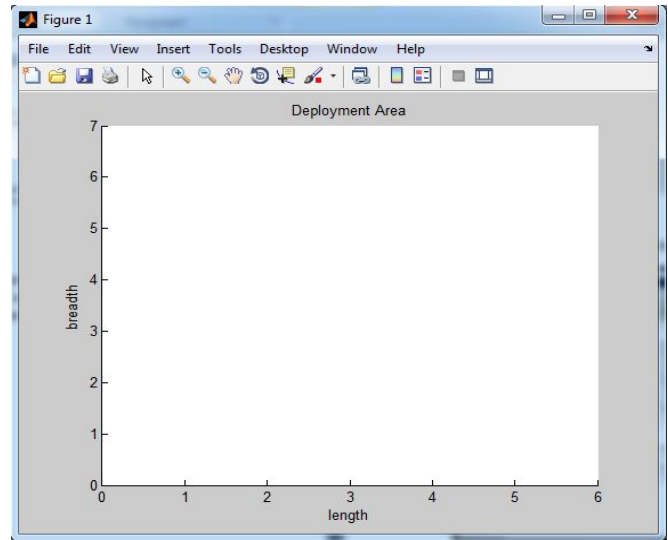 Figure 1
File Edit View Insert Tools Desktop Window Help
Deployment Area
7
6
5
4
3
2
1
0
breadth
0 1 2 3 4 5 6
length